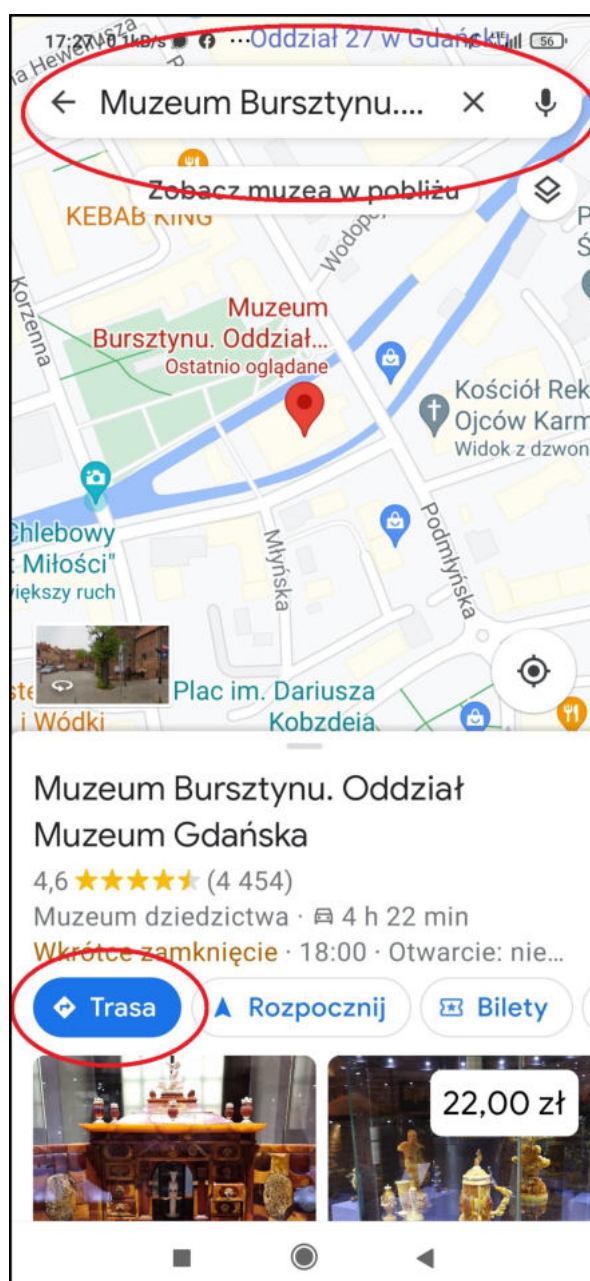 17:27
Oddział 27 w Gdańsku
56
na Heweliusza
Muzeum Bursztynu....
Zobacz muzea w pobliżu
KEBAB KING
Korzenna
Muzeum
Bursztynu. Oddział...
Ostatnio oglądane
Kościół Rek
Ojców Karm
Widok z dzwon
Chlebowy
t Miłości"
większy ruch
Młyńska
Podmłyńska
Plac im. Dariusza
i Wódki
Kobzdeja
Muzeum Bursztynu. Oddział
Muzeum Gdańska
4,6 (4 454)
Muzeum dziedzictwa · 4 h 22 min
Wkrótce zamknięcie · 18:00 · Otwarcie: nie...
Trasa
Rozpocznij
Bilety
22,00 zł